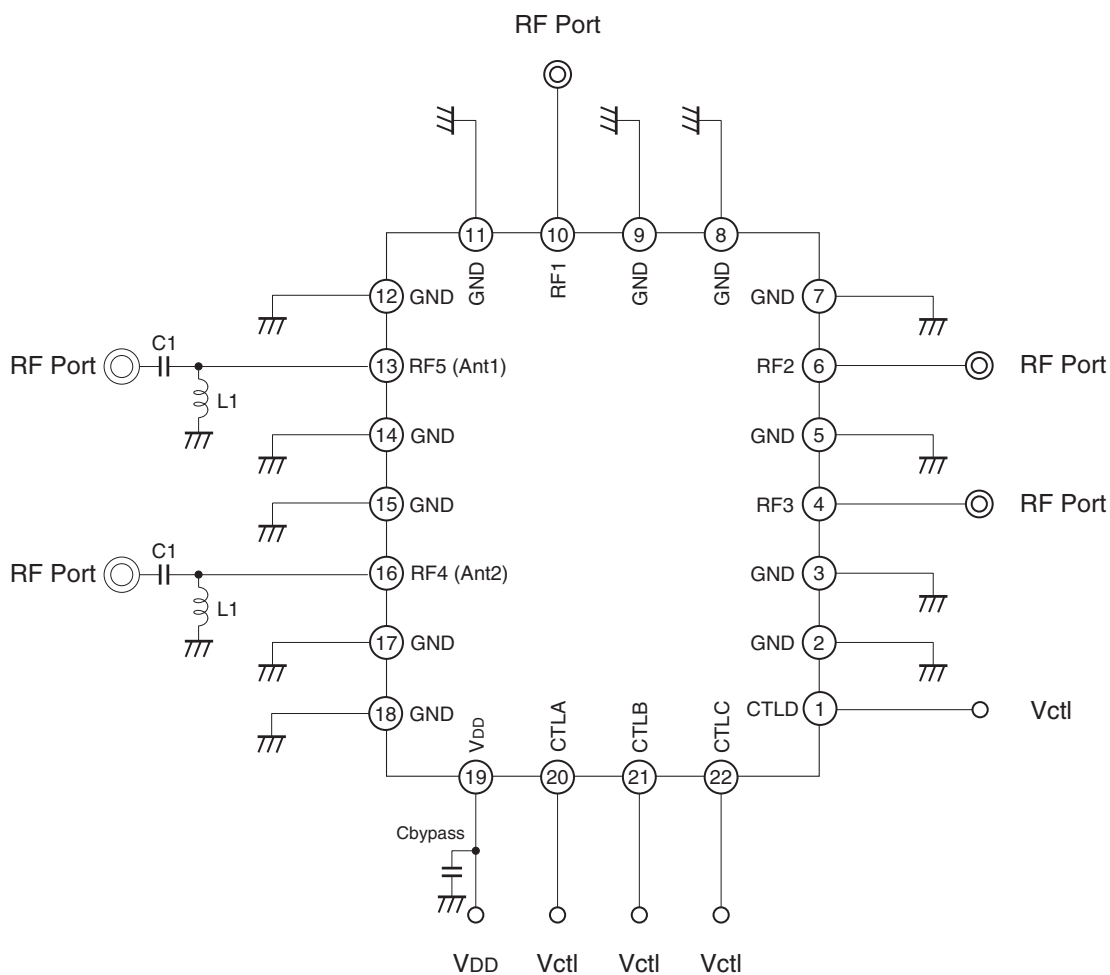 RF Port
11 10 9 8
GND RF1 GND GND
12 GND
GND 7
C1
RF Port
13 RF5 (Ant1)
RF2 6
RF Port
L1
14 GND
GND 5
15 GND
RF3 4
RF Port
C1
RF Port
16 RF4 (Ant2)
GND 3
L1
17 GND
GND 2
18 GND
CTLD 1
Vctl
VDD CTLA CTLB CTLC
19 20 21 22
Cbypass
VDD Vctl Vctl Vctl